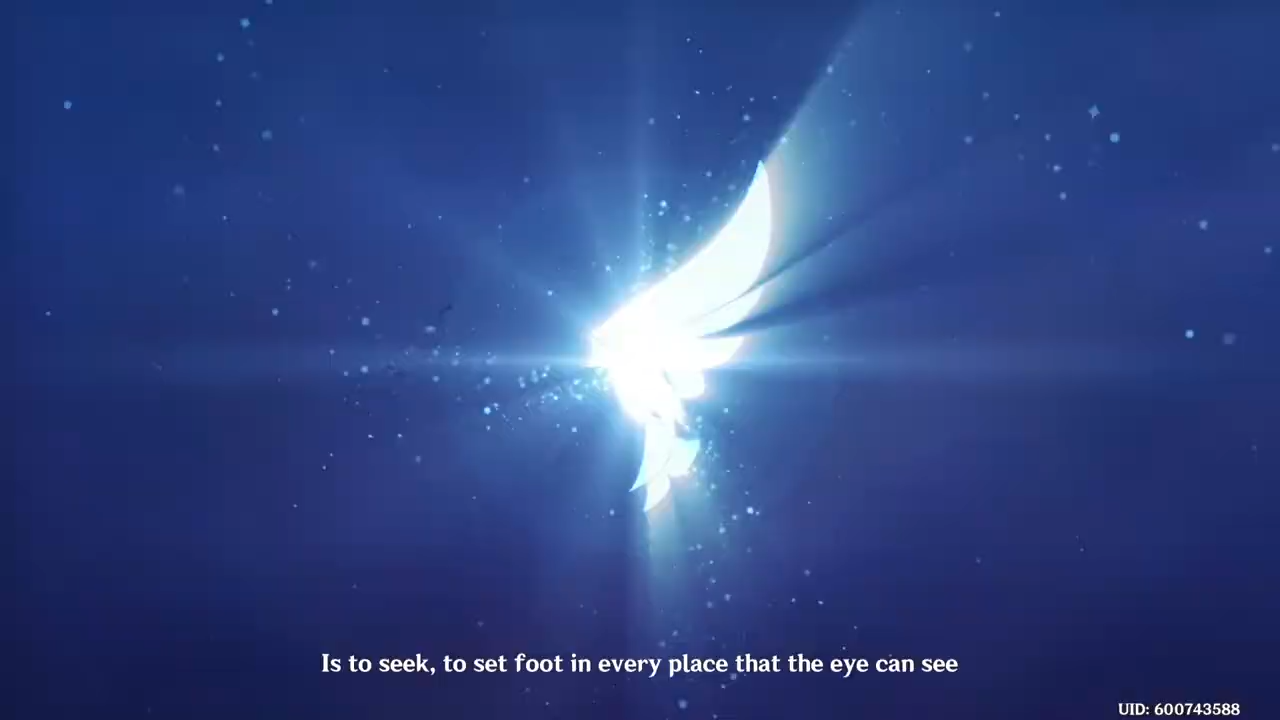 Is to seek, to set foot in every place that the eye can see
UID: 600743588